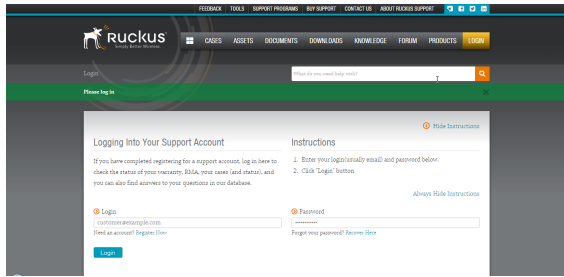 FEEDBACK TOOLS SUPPORT PROGRAMS BUY SUPPORT CONTACT US ABOUT RUCKUS SUPPORT
Ruckus
Simply Better Wireless.
CASES ASSETS DOCUMENTS DOWNLOADS KNOWLEDGE FORUM PRODUCTS LOGIN
Login
What do you need help with?
Please log in
Hide Instructions
Logging Into Your Support Account
If you have completed registering for a support account, log in here to
check the status of your warranty, RMA, your cases (and status), and
you can also find answers to your questions in our database.
Instructions
1. Enter your login(usually email) and password below.
2. Click "Login" button
Always Hide Instructions
Login
customer@example.com
Need an account? Register Now
Password
Forgot your password? Recover Here
Login